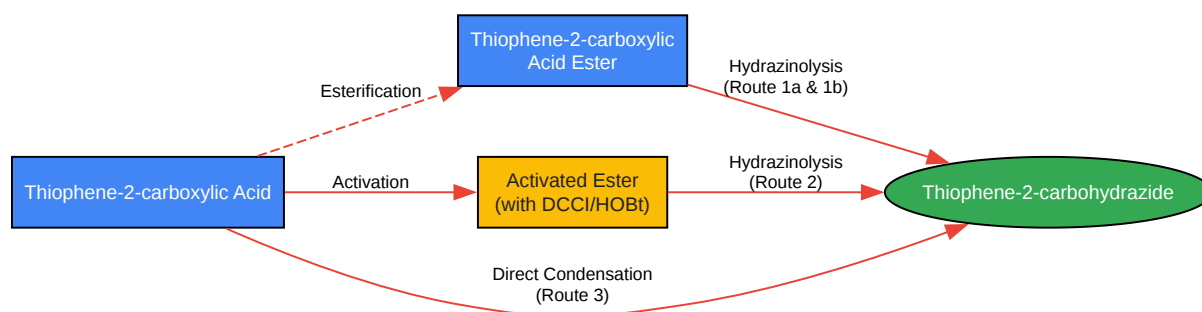 Thiophene-2-carboxylic
Acid Ester
Hydrazinolysis
(Route 1a & 1b)
Esterification
Thiophene-2-carboxylic Acid
Activation
Activated Ester
(with DCCI/HOBt)
Hydrazinolysis
(Route 2)
Thiophene-2-carbohydrazide
Direct Condensation
(Route 3)